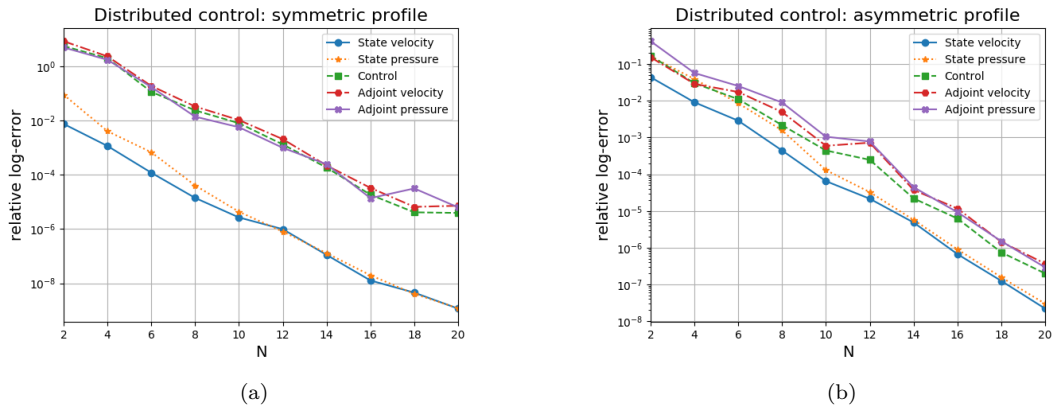 Distributed control: symmetric profile
State velocity
State pressure
Control
Adjoint velocity
Adjoint pressure
relative log-error
10^0
10^-2
10^-4
10^-6
10^-8
2 4 6 8 10 12 14 16 18 20
N
(a)
Distributed control: asymmetric profile
State velocity
State pressure
Control
Adjoint velocity
Adjoint pressure
relative log-error
10^-1
10^-2
10^-3
10^-4
10^-5
10^-6
10^-7
10^-8
2 4 6 8 10 12 14 16 18 20
N
(b)